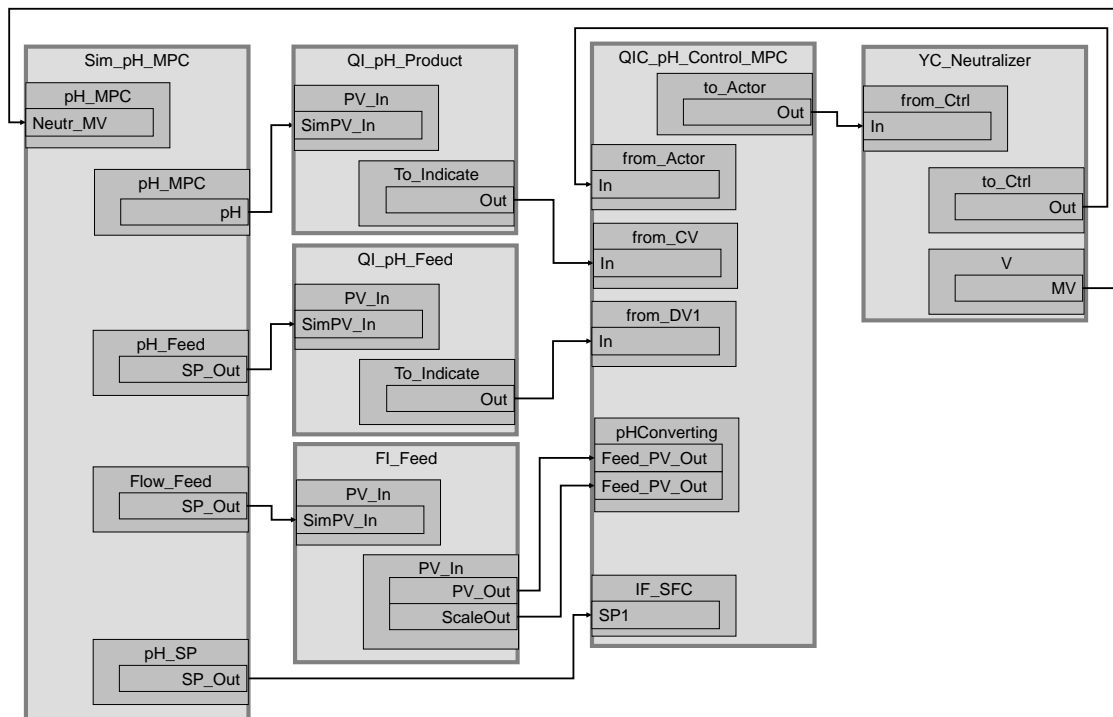 Sim_pH_MPC
pH_MPC
Neutr_MV
pH_MPC
pH
pH_Feed
SP_Out
Flow_Feed
SP_Out
pH_SP
SP_Out
QI_pH_Product
PV_In
SimPV_In
To_Indicate
Out
QI_pH_Feed
PV_In
SimPV_In
To_Indicate
Out
FI_Feed
PV_In
SimPV_In
PV_In
PV_Out
ScaleOut
QIC_pH_Control_MPC
to_Actor
Out
from_Actor
In
from_CV
In
from_DV1
In
pHConverting
Feed_PV_Out
Feed_PV_Out
IF_SFC
SP1
YC_Neutralizer
from_Ctrl
In
to_Ctrl
Out
V
MV